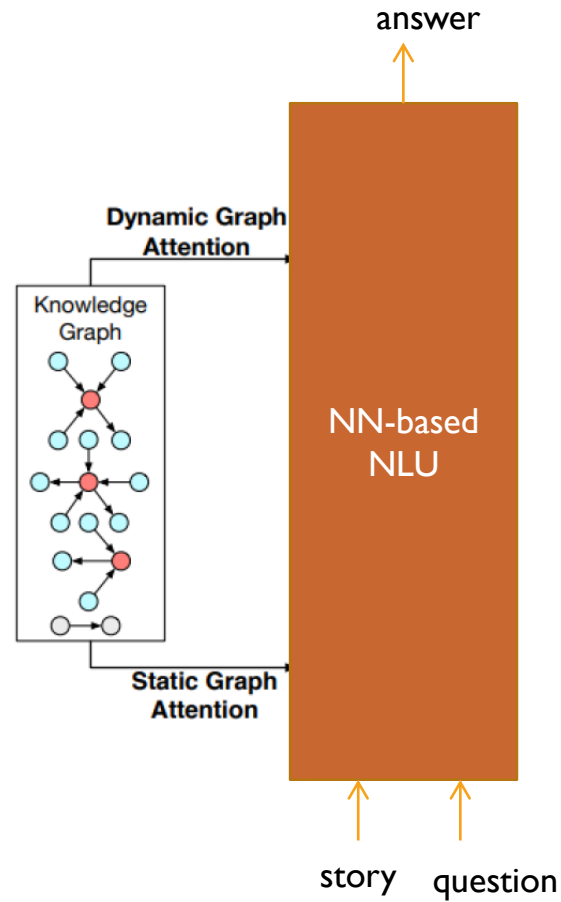 answer
Dynamic Graph
Attention
Knowledge
Graph
NN-based
NLU
Static Graph
Attention
story
question